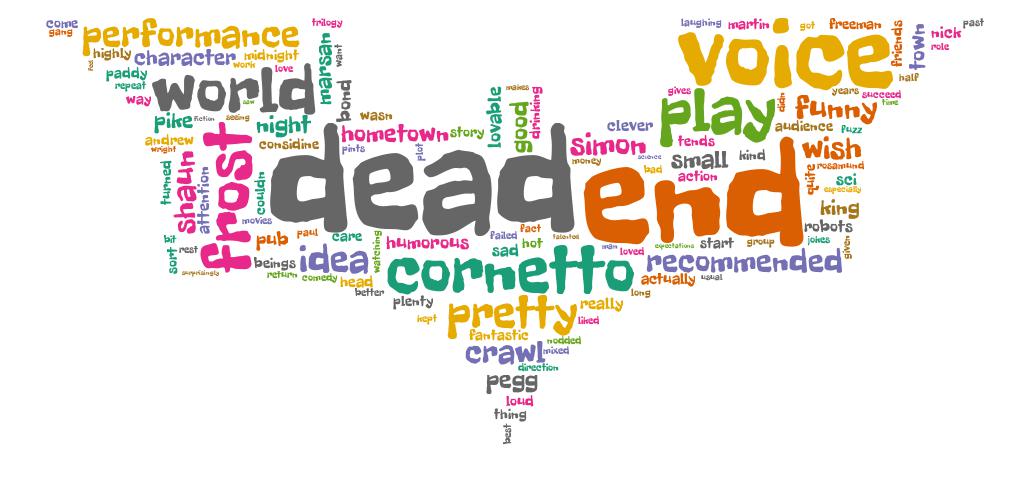 come
gang
performance
trilogy
laughing
martin
got
freeman
past
highly
character
midnight
work
voice
friends
town
nick
role
paddy
repeat
love
marsan
want
half
way
world
saw
bond
gives
didn
years
succeed
time
pike
fiction
seeing
night
wasn
lovable
makes
good
drinking
play
funny
audience
fuzz
andrew
wright
considine
hometown
story
clever
simon
tends
wish
rosamund
pints
plot
money
science
bad
small
kind
action
quite
sci
especially
turned
shaun
attention
frost
couldn
dead
end
king
robots
movies
bit
rest
sort
surprisingly
pub
paul
care
watching
humorous
failed
fact
talented
man
loved
expectations
start
group
jokes
given
beings
idea
return
comedy
head
better
sad
hot
cornetto
recommended
actually
usual
long
plenty
kept
pretty
really
liked
fantastic
nodded
crawl
mixed
direction
pegg
loud
thing
best